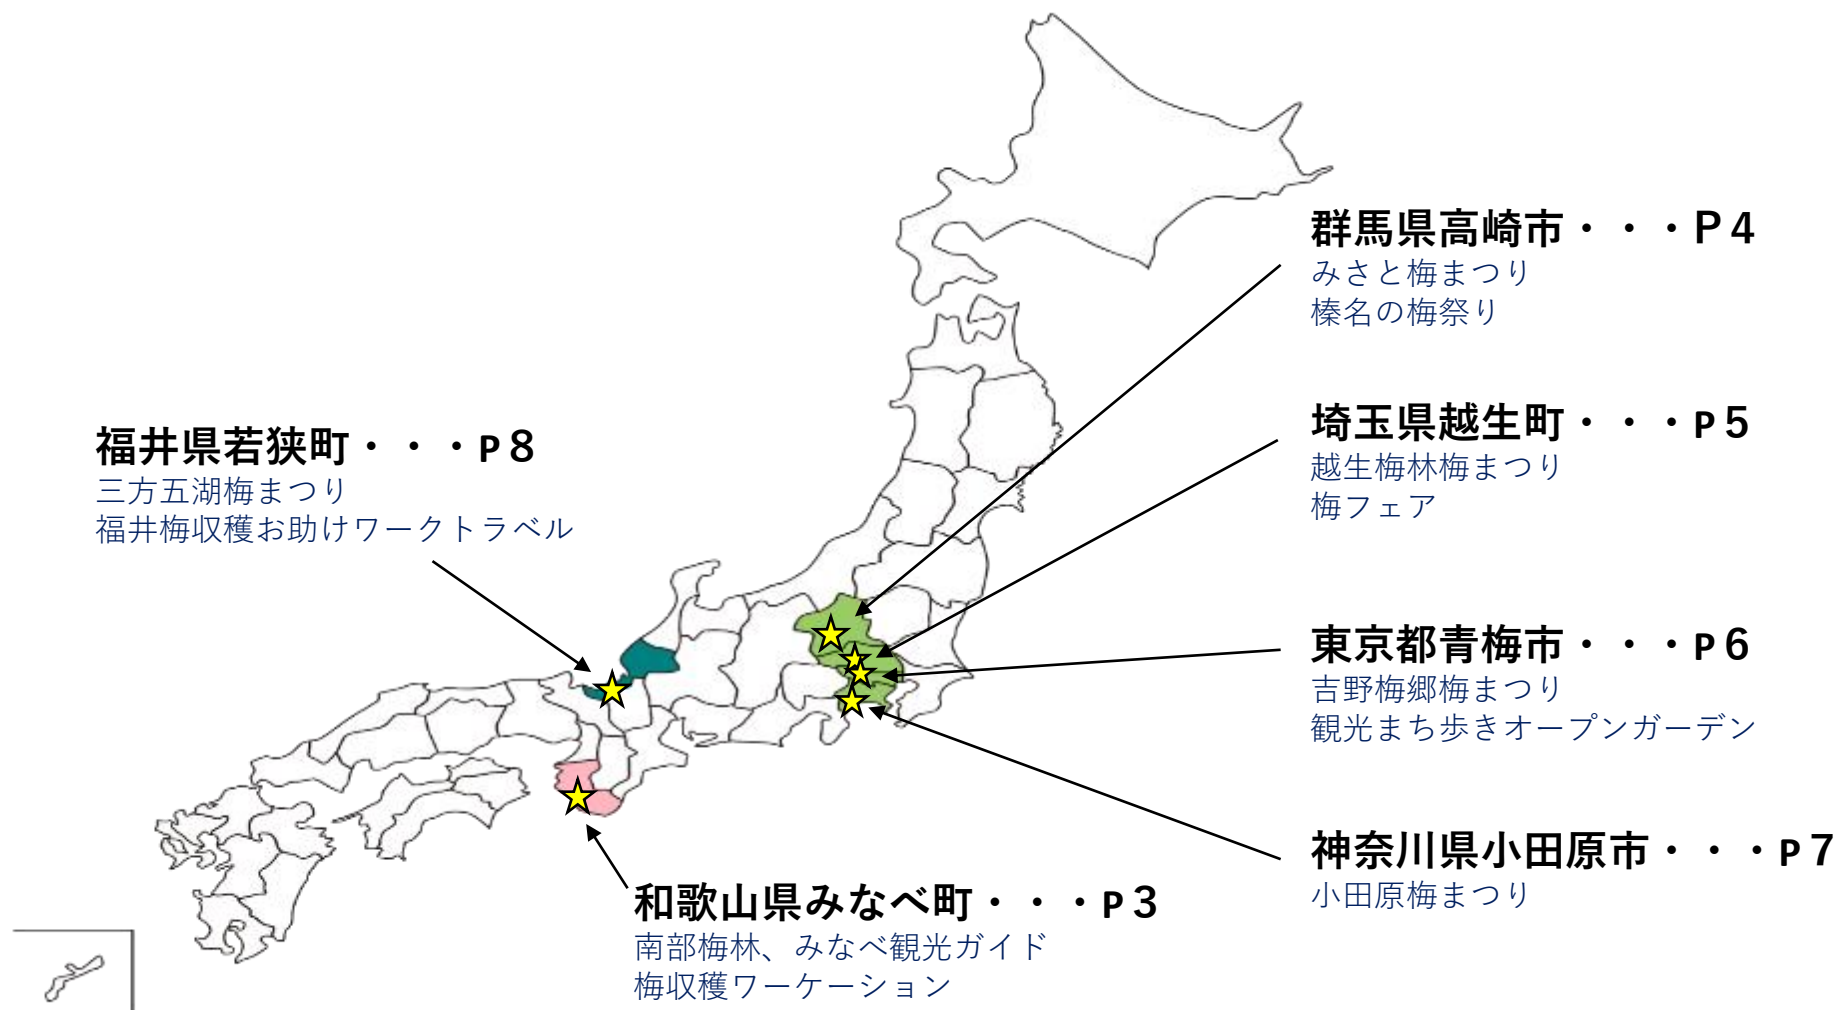 群馬県高崎市・・・Ｐ４
みさと梅まつり
榛名の梅祭り
埼玉県越生町・・・P５
越生梅林梅まつり
梅フェア
福井県若狭町・・・P８
三方五湖梅まつり
福井梅収穫お助けワークトラベル
東京都青梅市・・・P６
吉野梅郷梅まつり
観光まち歩きオープンガーデン
神奈川県小田原市・・・P７
小田原梅まつり
和歌山県みなべ町・・・P３
南部梅林、みなべ観光ガイド
梅収穫ワーケーション